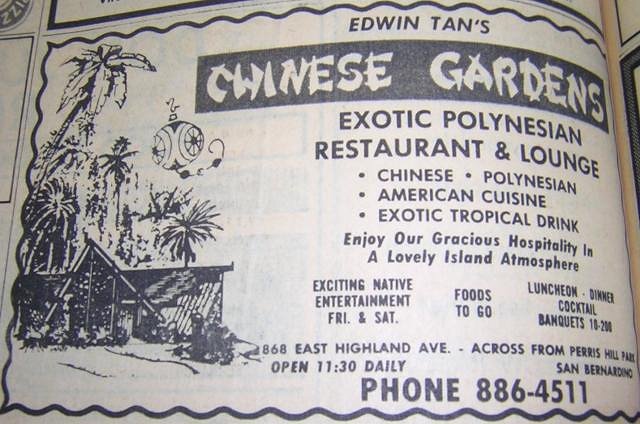 EDWIN TAN'S
CHINESE GARDENS
EXOTIC POLYNESIAN
RESTAURANT & LOUNGE
• CHINESE • POLYNESIAN
• AMERICAN CUISINE
• EXOTIC TROPICAL DRINK
Enjoy Our Gracious Hospitality In
A Lovely Island Atmosphere
EXCITING NATIVE
ENTERTAINMENT
FRI. & SAT.
FOODS
TO GO
LUNCHEON - DINNER
COCKTAIL
BANQUETS 10-200
868 EAST HIGHLAND AVE. - ACROSS FROM PERRIS HILL PARK
OPEN 11:30 DAILY
SAN BERNARDINO
PHONE 886-4511